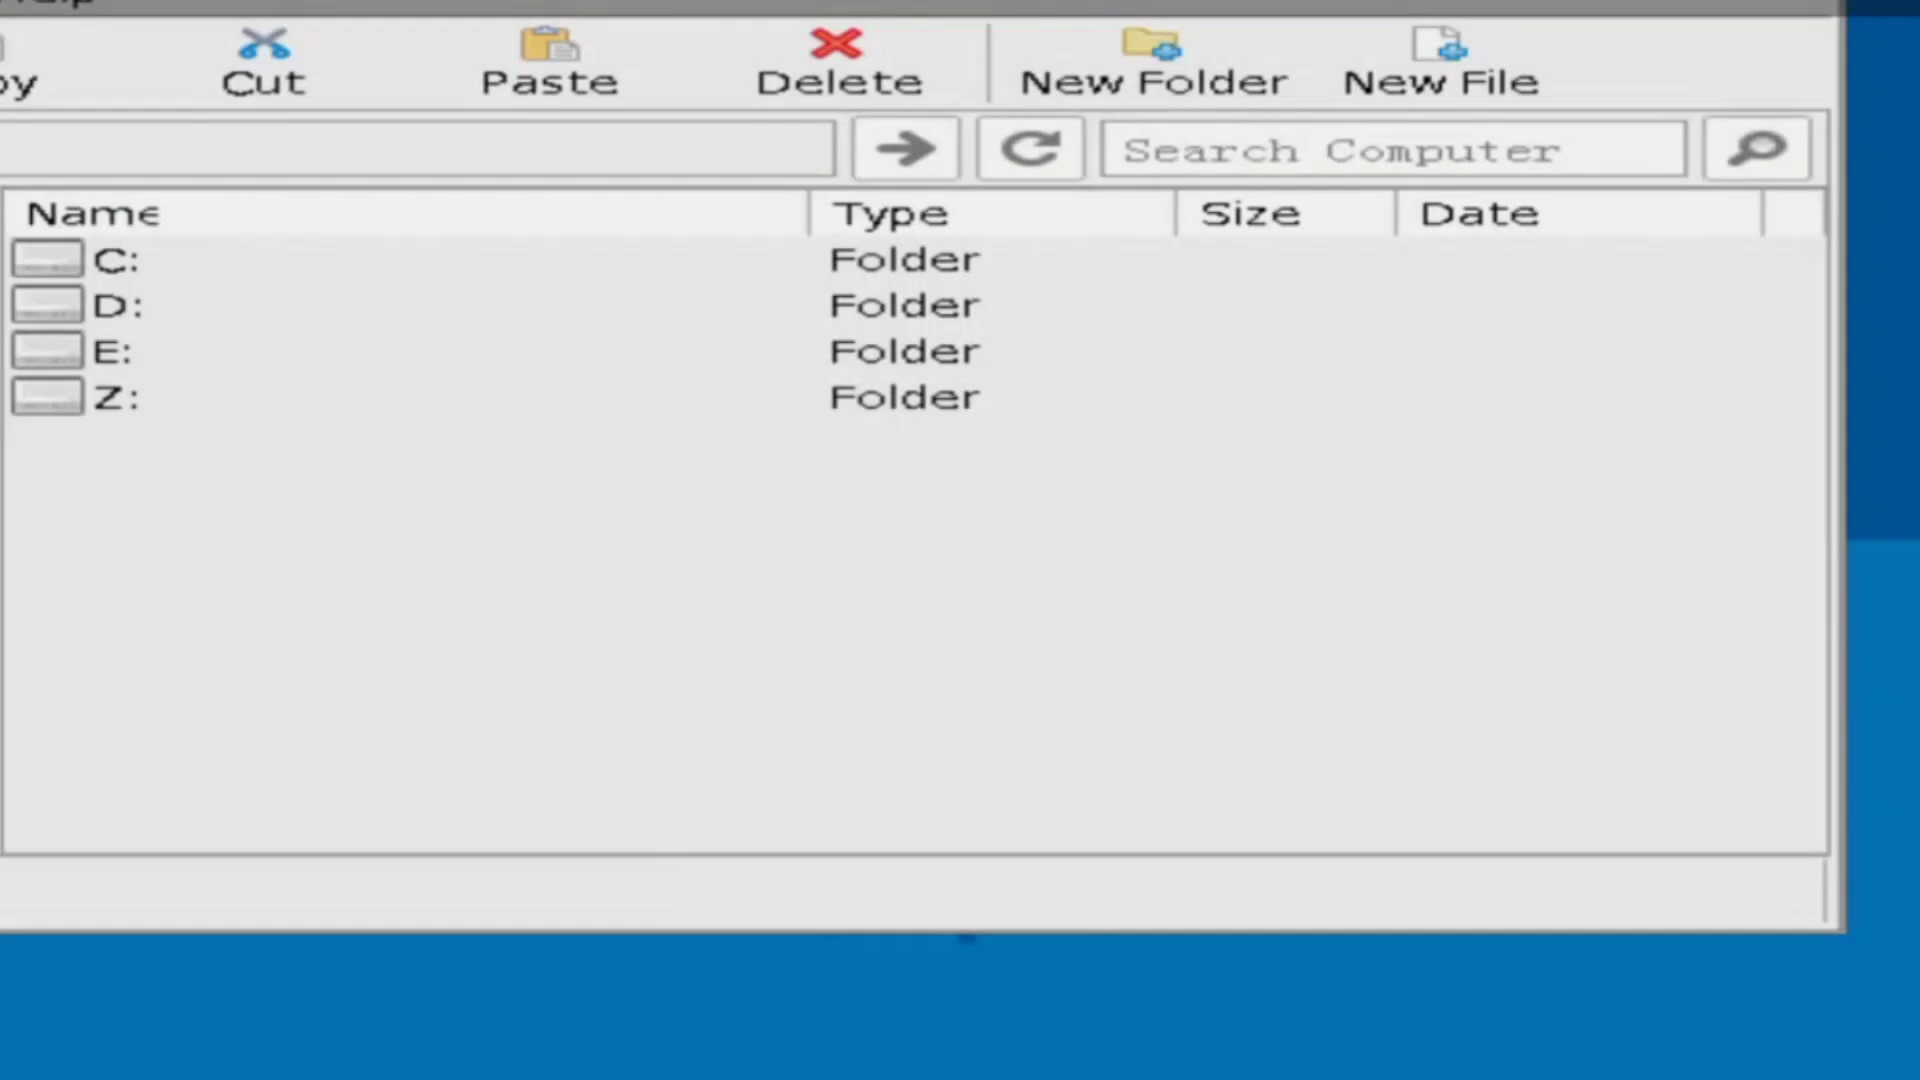 Cut Paste Delete New Folder New File
Search Computer
Name Type Size Date
C: Folder
D: Folder
E: Folder
Z: Folder